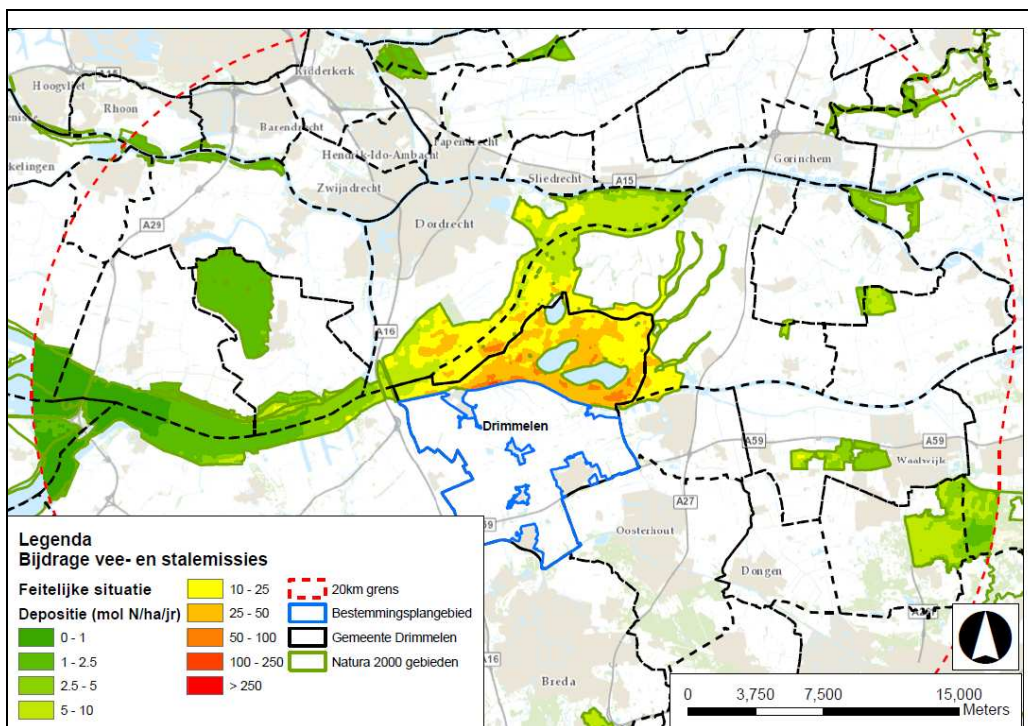 Hoogvliet
A15
Rhoon
Ridderkerk
Barendrecht
Hendrik-Ido-Ambacht
Papendrecht
Zwijndrecht
Sliedrecht
A15
Gorinchem
A29
Dordrecht
A16
Drimmelen
A59
A59
Waalwijk
A27
59
Oosterhout
Dongen
A16
Breda
Legenda
Bijdrage vee- en stalemissies
Feitelijke situatie
Depositie (mol N/ha/jr)
0 - 1
1 - 2.5
2.5 - 5
5 - 10
10 - 25
25 - 50
50 - 100
100 - 250
> 250
20km grens
Bestemmingsplangebied
Gemeente Drimmelen
Natura 2000 gebieden
0 3,750 7,500 15,000
Meters